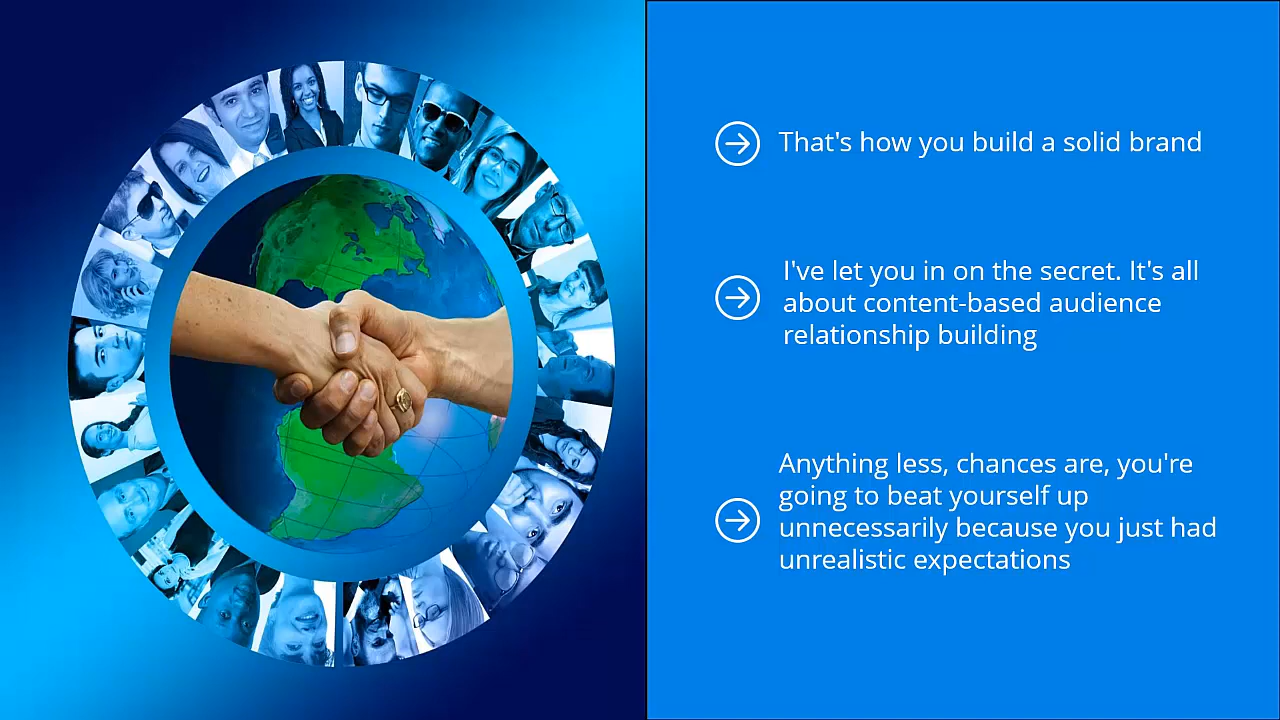 That's how you build a solid brand
I've let you in on the secret. It's all
about content-based audience
relationship building
Anything less, chances are, you're
going to beat yourself up
unnecessarily because you just had
unrealistic expectations